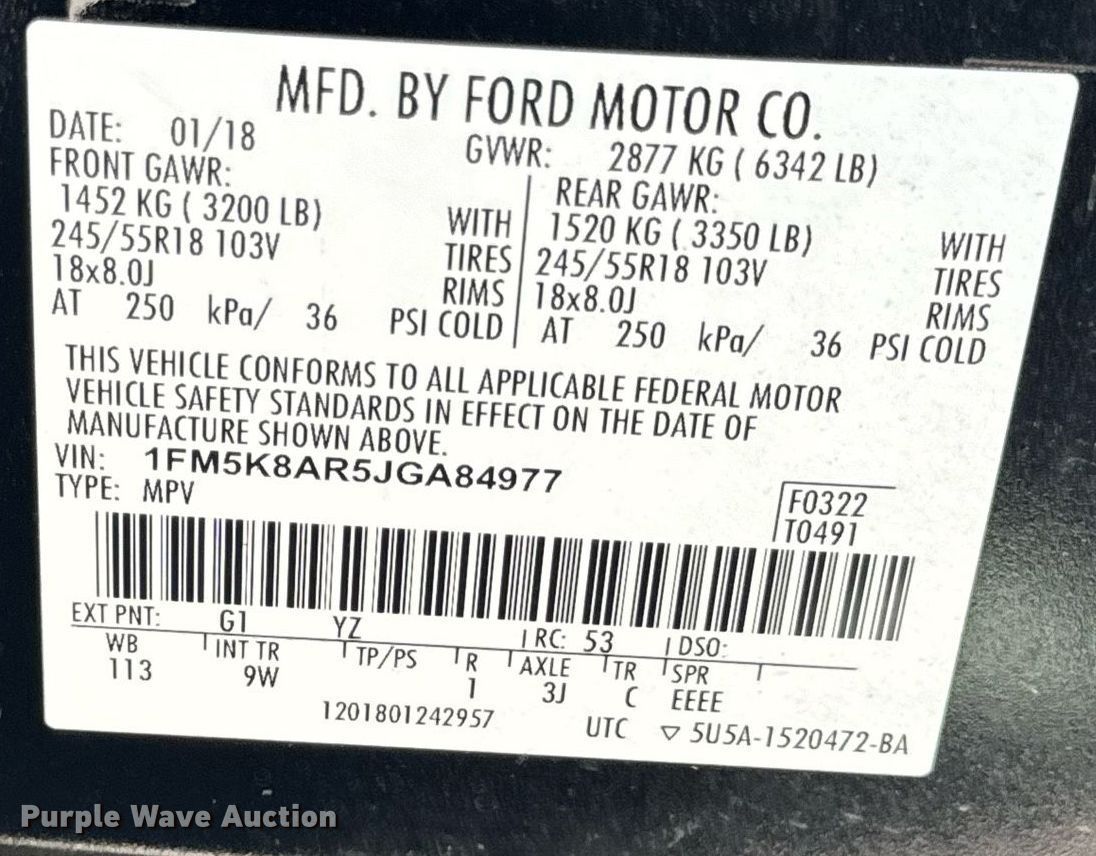 MFD. BY FORD MOTOR CO.
DATE: 01/18 GVWR: 2877 KG ( 6342 LB)
FRONT GAWR: REAR GAWR:
1452 KG ( 3200 LB) WITH 1520 KG ( 3350 LB) WITH
245/55R18 103V TIRES 245/55R18 103V TIRES
18x8.0J RIMS 18x8.0J RIMS
AT 250 kPa/ 36 PSI COLD AT 250 kPa/ 36 PSI COLD
THIS VEHICLE CONFORMS TO ALL APPLICABLE FEDERAL MOTOR
VEHICLE SAFETY STANDARDS IN EFFECT ON THE DATE OF
MANUFACTURE SHOWN ABOVE.
VIN: 1FM5K8AR5JGA84977
TYPE: MPV
F0322
T0491
EXT PNT: G1 YZ RC: 53 DSO:
WB INT TR TP/PS R AXLE TR SPR
113 9W 1 3J C EEEE
1201801242957 UTC ▽ 5U5A-1520472-BA
Purple Wave Auction